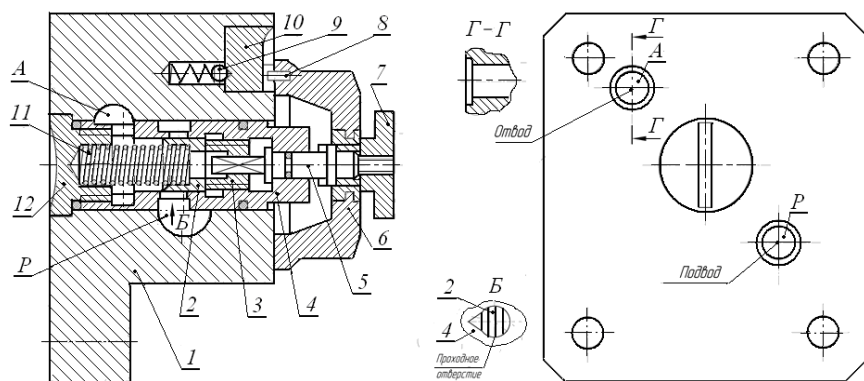 10
9
8
7
А
11
12
Б
Р
2
3
4
5
6
1
Г-Г
Г
А
Отвод
Г
Р
Подвод
Б
2
4
Проходное
отверстие